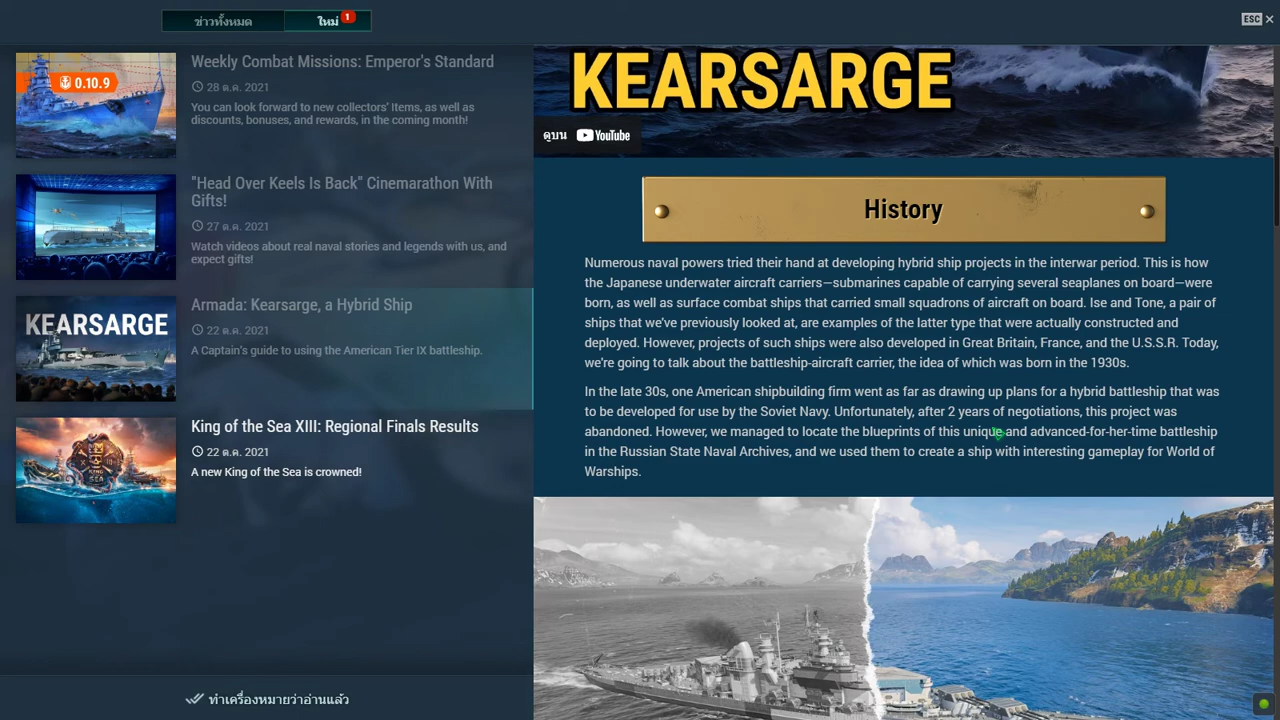 ข่าวทั้งหมด
ใหม่
1
ESC
0.10.9
Weekly Combat Missions: Emperor's Standard
28 ต.ค. 2021
You can look forward to new collectors' Items, as well as
discounts, bonuses, and rewards, in the coming month!
"Head Over Keels Is Back" Cinemarathon With
Gifts!
27 ต.ค. 2021
Watch videos about real naval stories and legends with us, and
expect gifts!
KEARSARGE
Armada: Kearsarge, a Hybrid Ship
22 ต.ค. 2021
A Captain's guide to using the American Tier IX battleship.
King of the Sea XIII: Regional Finals Results
22 ต.ค. 2021
A new King of the Sea is crowned!
ทำเครื่องหมายว่าอ่านแล้ว
KEARSARGE
ดูบน YouTube
History
Numerous naval powers tried their hand at developing hybrid ship projects in the interwar period. This is how
the Japanese underwater aircraft carriers—submarines capable of carrying several seaplanes on board—were
born, as well as surface combat ships that carried small squadrons of aircraft on board. Ise and Tone, a pair of
ships that we've previously looked at, are examples of the latter type that were actually constructed and
deployed. However, projects of such ships were also developed in Great Britain, France, and the U.S.S.R. Today,
we're going to talk about the battleship-aircraft carrier, the idea of which was born in the 1930s.
In the late 30s, one American shipbuilding firm went as far as drawing up plans for a hybrid battleship that was
to be developed for use by the Soviet Navy. Unfortunately, after 2 years of negotiations, this project was
abandoned. However, we managed to locate the blueprints of this unique and advanced-for-her-time battleship
in the Russian State Naval Archives, and we used them to create a ship with interesting gameplay for World of
Warships.